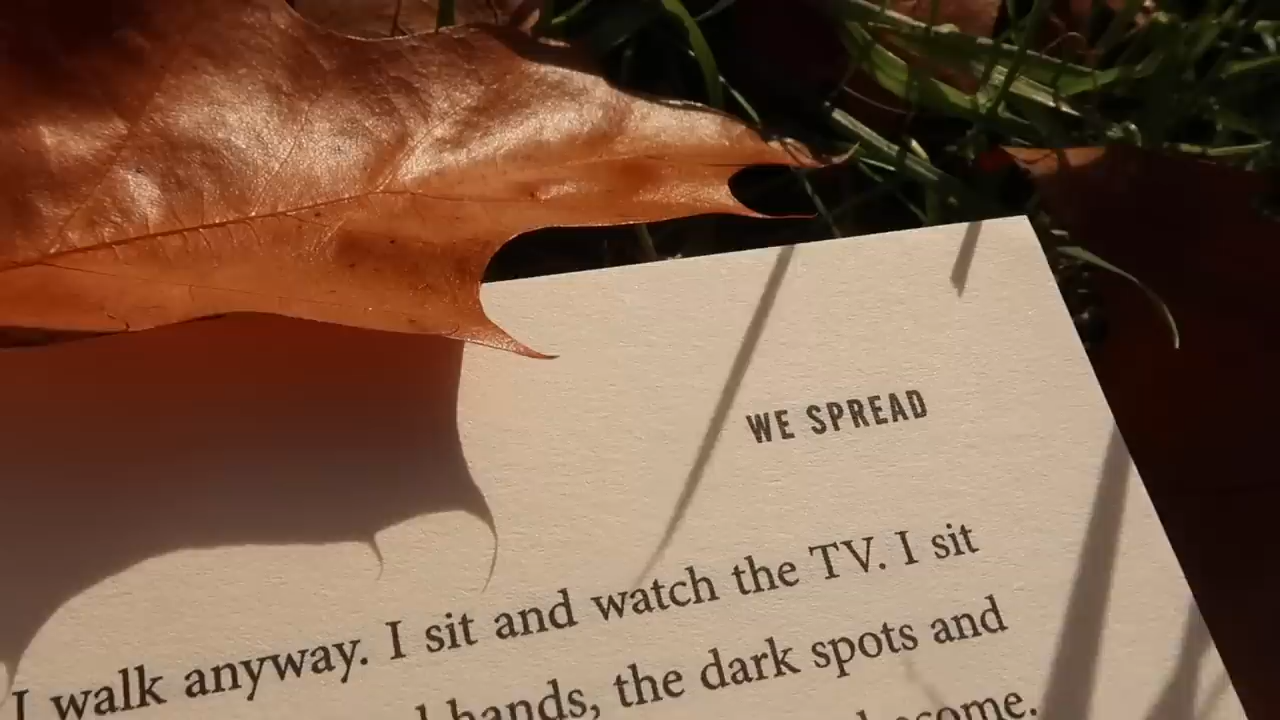 WE SPREAD
I walk anyway. I sit and watch the TV. I sit
hands, the dark spots and